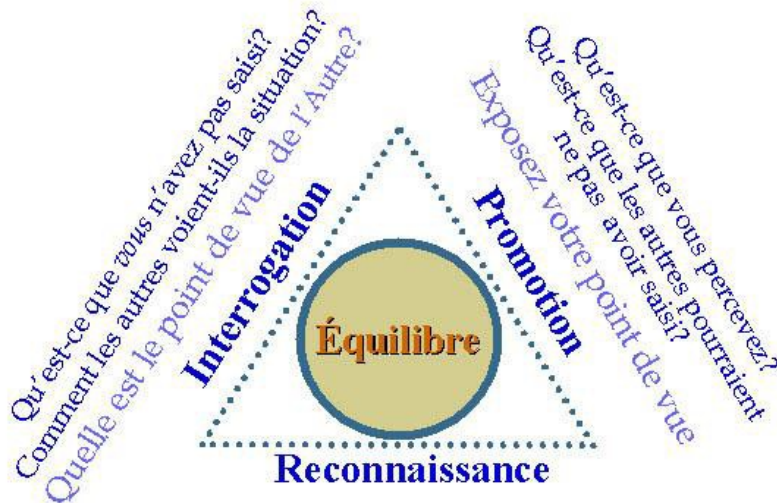 Qu'est-ce que vous n'avez pas saisi?
Comment les autres voient-ils la situation?
Quelle est le point de vue de l'Autre?
Interrogation
Qu'est-ce que vous percevez?
Qu'est-ce que les autres pourraient
ne pas avoir saisi?
Exposez votre point de vue
Promotion
Équilibre
Reconnaissance